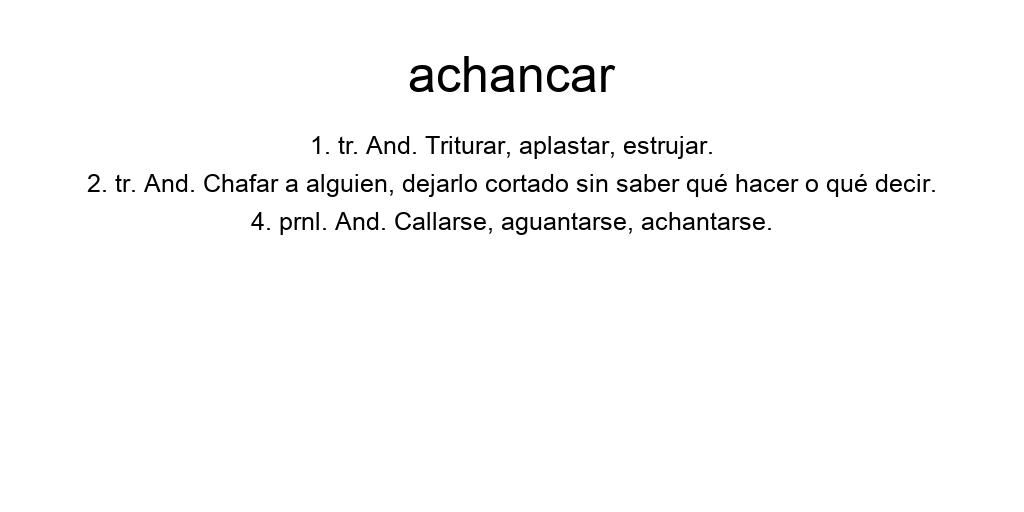 achancar
1. tr. And. Triturar, aplastar, estrujar.
2. tr. And. Chafar a alguien, dejarlo cortado sin saber qué hacer o qué decir.
4. prnl. And. Callarse, aguantarse, achantarse.